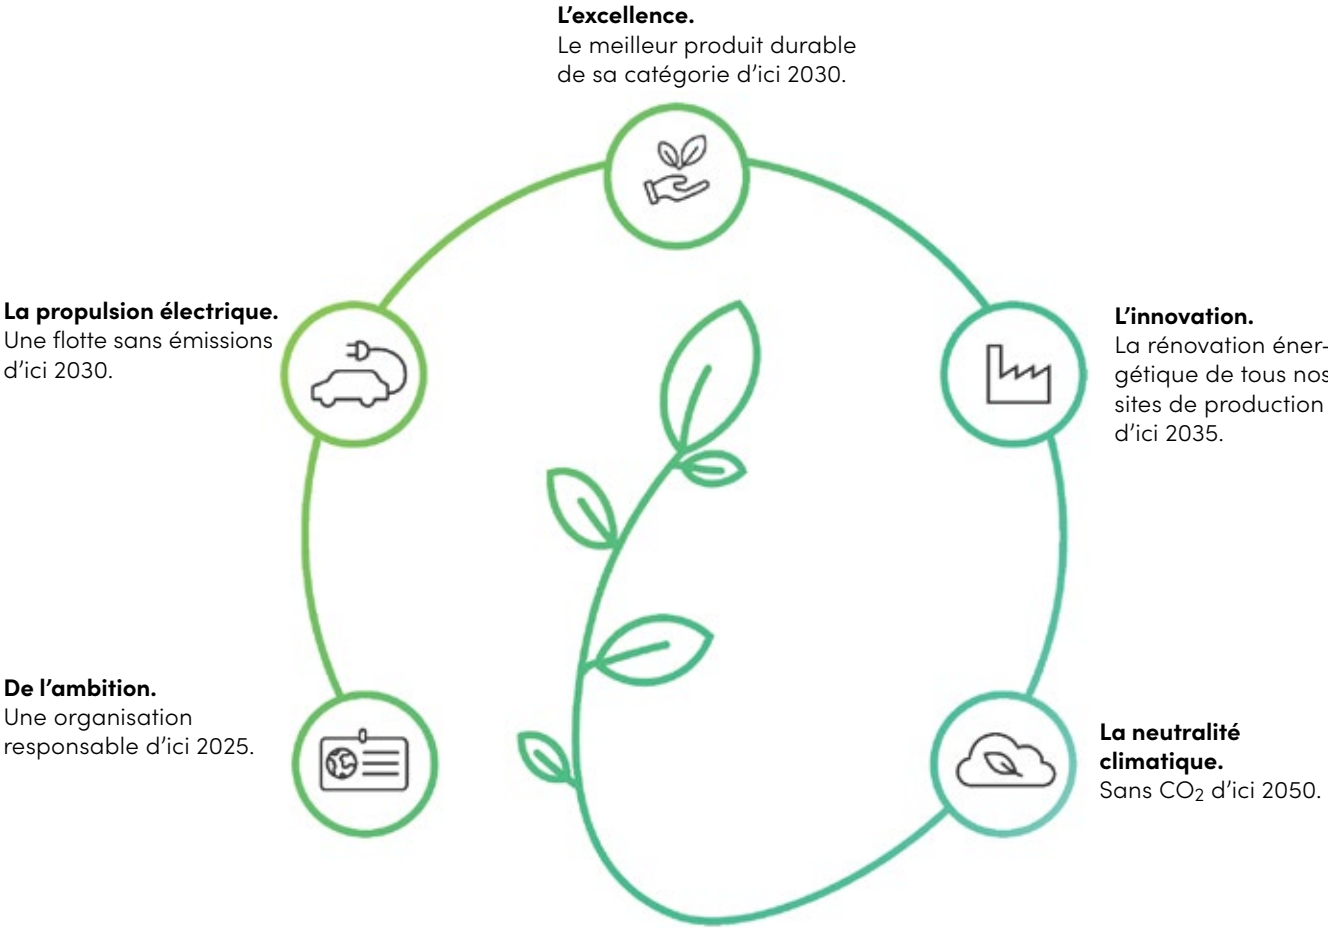 L’excellence.
Le meilleur produit durable
de sa catégorie d’ici 2030.
La propulsion électrique.
Une flotte sans émissions
d’ici 2030.
L’innovation.
La rénovation éner-
gétique de tous nos
sites de production
d’ici 2035.
De l’ambition.
Une organisation
responsable d’ici 2025.
La neutralité
climatique.
Sans CO₂ d’ici 2050.